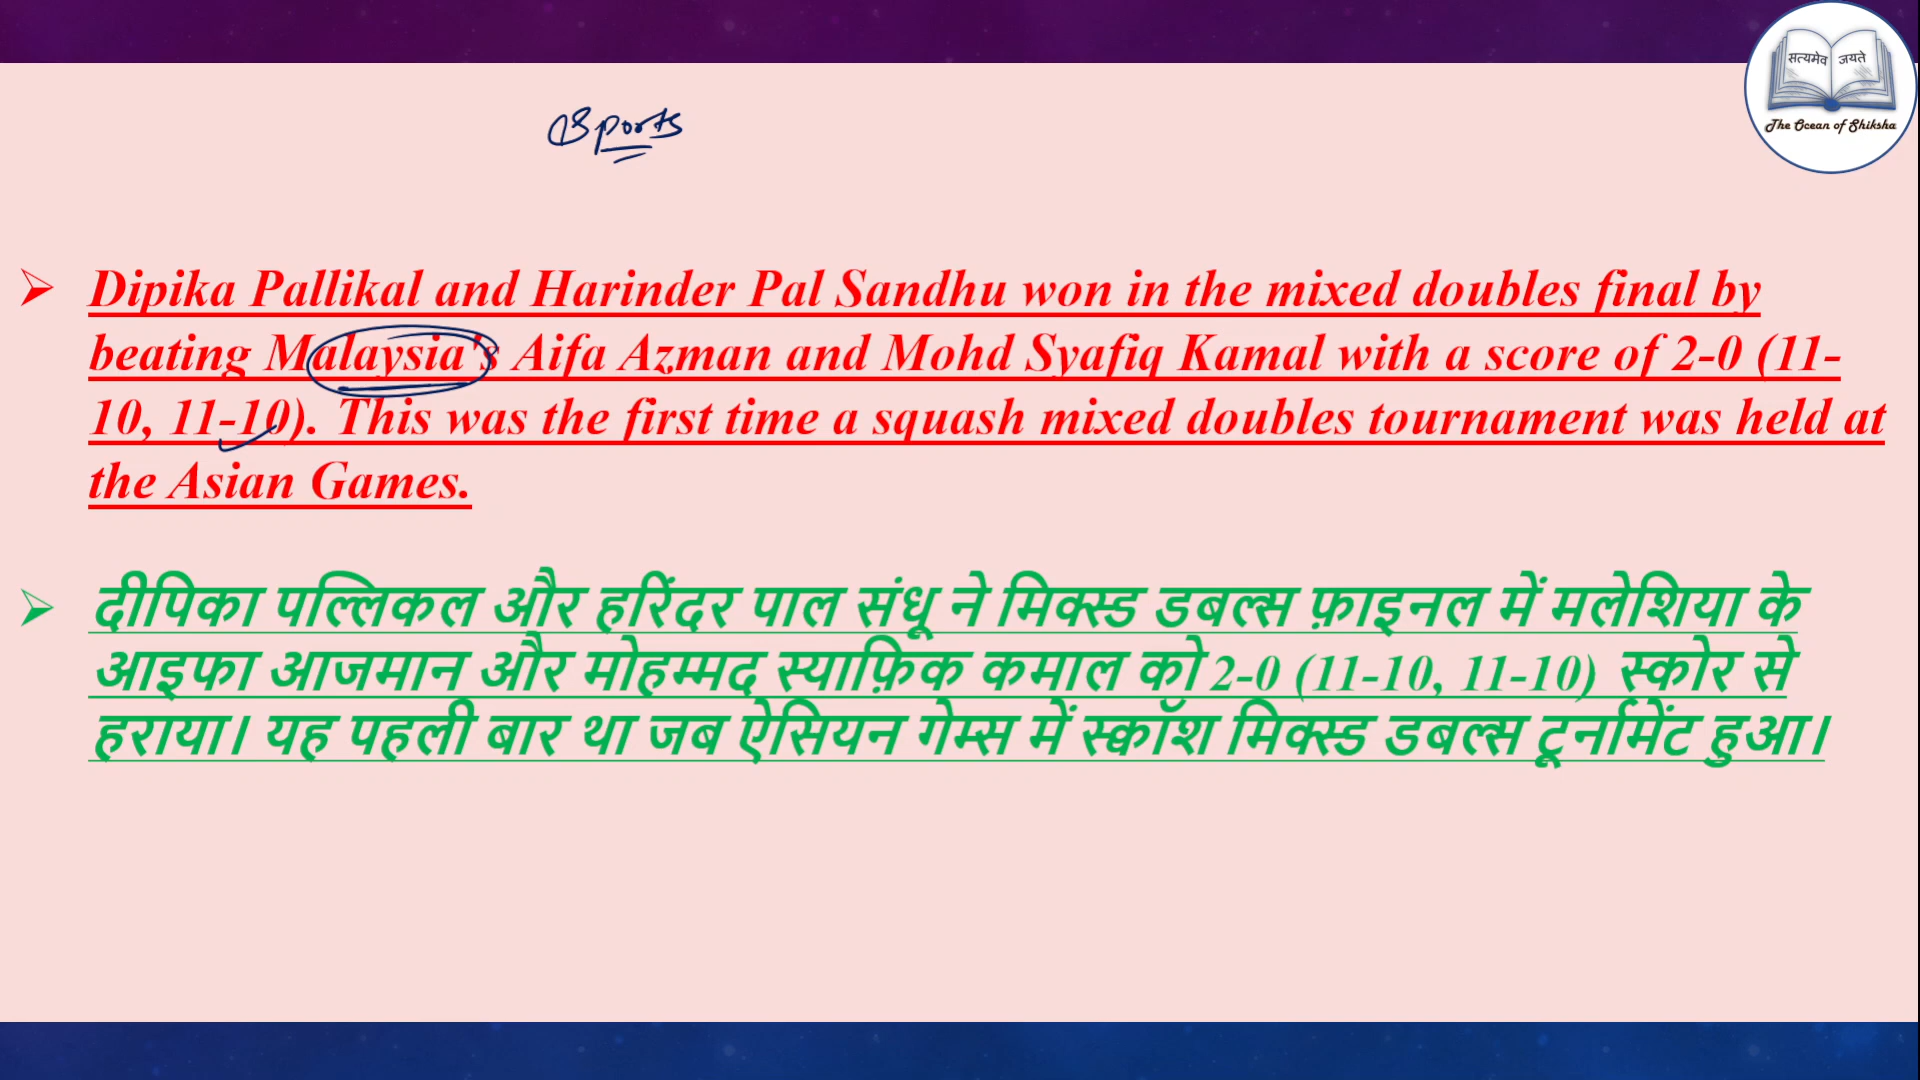 सत्यमेव जयते
The Ocean of Shiksha
Sports
Dipika Pallikal and Harinder Pal Sandhu won in the mixed doubles final by
beating Malaysia's Aifa Azman and Mohd Syafiq Kamal with a score of 2-0 (11-
10, 11-10). This was the first time a squash mixed doubles tournament was held at
the Asian Games.
दीपिका पल्लिकल और हरिंदर पाल संधू ने मिक्स्ड डबल्स फ़ाइनल में मलेशिया के
आइफा आजमान और मोहम्मद स्याफ़िक कमाल को 2-0 (11-10, 11-10) स्कोर से
हराया। यह पहली बार था जब ऐसियन गेम्स में स्क्वॉश मिक्स्ड डबल्स टूर्नामेंट हुआ।